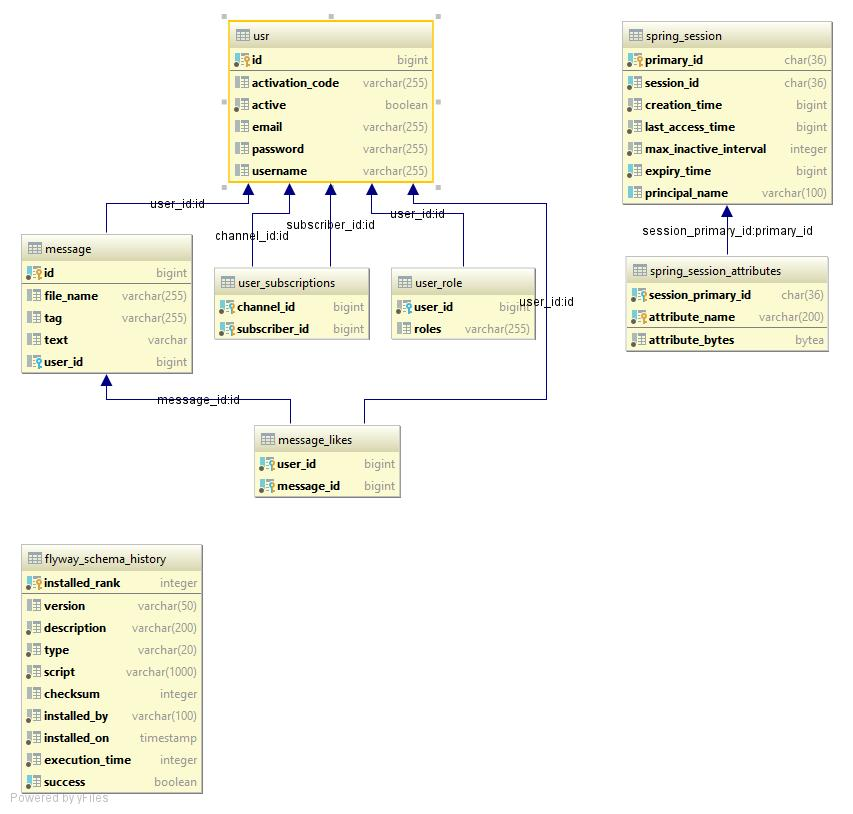 usr
id bigint
activation_code varchar(255)
active boolean
email varchar(255)
password varchar(255)
username varchar(255)
spring_session
primary_id char(36)
session_id char(36)
creation_time bigint
last_access_time bigint
max_inactive_interval integer
expiry_time bigint
principal_name varchar(100)
user_id:id
channel_id:id
subscriber_id:id
user_id:id
user_id:id
session_primary_id:primary_id
message
id bigint
file_name varchar(255)
tag varchar(255)
text varchar
user_id bigint
user_subscriptions
channel_id bigint
subscriber_id bigint
user_role
user_id bigint
roles varchar(255)
spring_session_attributes
session_primary_id char(36)
attribute_name varchar(200)
attribute_bytes bytea
message_id:id
message_likes
user_id bigint
message_id bigint
flyway_schema_history
installed_rank integer
version varchar(50)
description varchar(200)
type varchar(20)
script varchar(1000)
checksum integer
installed_by varchar(100)
installed_on timestamp
execution_time integer
success boolean
Powered by yFiles